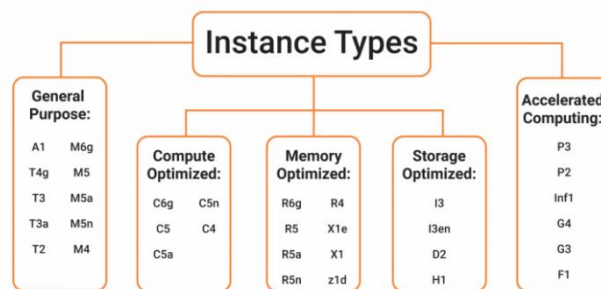 Instance Types
General
Purpose:
A1 M6g
T4g M5
T3 M5a
T3a M5n
T2 M4
Compute
Optimized:
C6g C5n
C5 C4
C5a
Memory
Optimized:
R6g R4
R5 X1e
R5a X1
R5n z1d
Storage
Optimized:
I3
I3en
D2
H1
Accelerated
Computing:
P3
P2
Inf1
G4
G3
F1